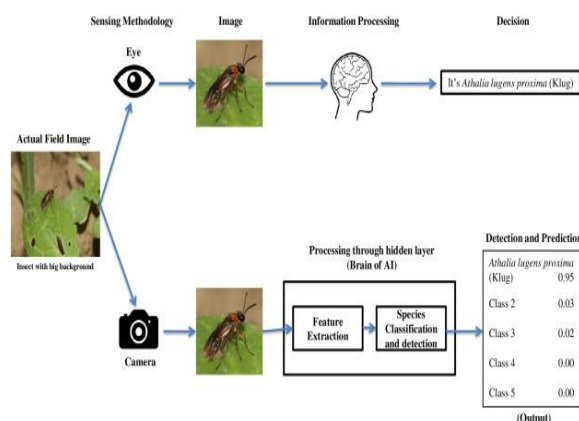 Sensing Methodology
Image
Information Processing
Decision
Eye
It's Athalia lugens proxima (Klug)
Actual Field Image
Insect with big background
Camera
Processing through hidden layer
(Brain of AI)
Feature
Extraction
Species
Classification
and detection
Detection and Prediction
Athalia lugens proxima
(Klug) 0.95
Class 2 0.03
Class 3 0.02
Class 4 0.00
Class 5 0.00
(Output)